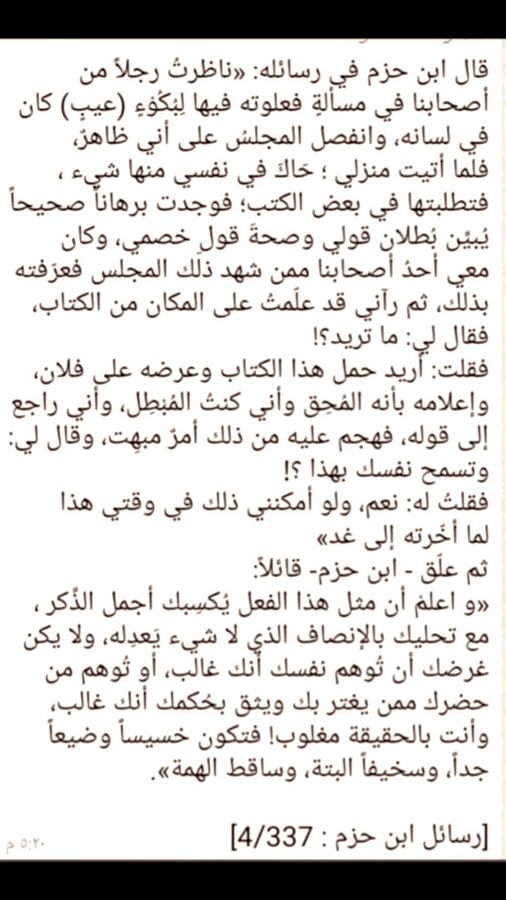 قال ابن حزم في رسائله: «ناظرتُ رجلاً من
أصحابنا في مسألةٍ فعلوته فيها لِبُكُوْءٍ (عيبٍ) كان
في لسانه، وانفصل المجلسُ على أني ظاهرٌ،
فلما أتيت منزلي ؛ حَاكَ في نفسي منها شيء ،
فتطلبتها في بعض الكتب؛ فوجدت برهاناً صحيحاً
يُبيِّن بُطلان قولي وصحةَ قولِ خصمي، وكان
معي أحدُ أصحابنا ممن شهد ذلك المجلس فعرّفته
بذلك، ثم رآني قد علّمتُ على المكان من الكتاب،
فقال لي: ما تريد؟!
فقلت: أريد حمل هذا الكتاب وعرضه على فلان،
وإعلامه بأنه المُحِق وأني كنتُ المُبْطِل، وأني راجع
إلى قوله، فهجم عليه من ذلك أمرٌ مبهِت، وقال لي:
وتسمح نفسك بهذا ؟!
فقلتُ له: نعم، ولو أمكنني ذلك في وقتي هذا
لما أخّرته إلى غد»
ثم علّق - ابن حزم- قائلاً:
«و اعلمْ أن مثل هذا الفعل يُكسِبك أجمل الذِّكر ،
مع تحليك بالإنصاف الذي لا شيء يَعدِله، ولا يكن
غرضك أن تُوهم نفسك أنك غالب، أو تُوهم من
حضرك ممن يغتر بك ويثق بحُكمك أنك غالب،
وأنت بالحقيقة مغلوب! فتكون خسيساً وضيعاً
جداً، وسخيفاً البتة، وساقط الهمة».
[رسائل ابن حزم : 4/337]
٥:٢٠ م